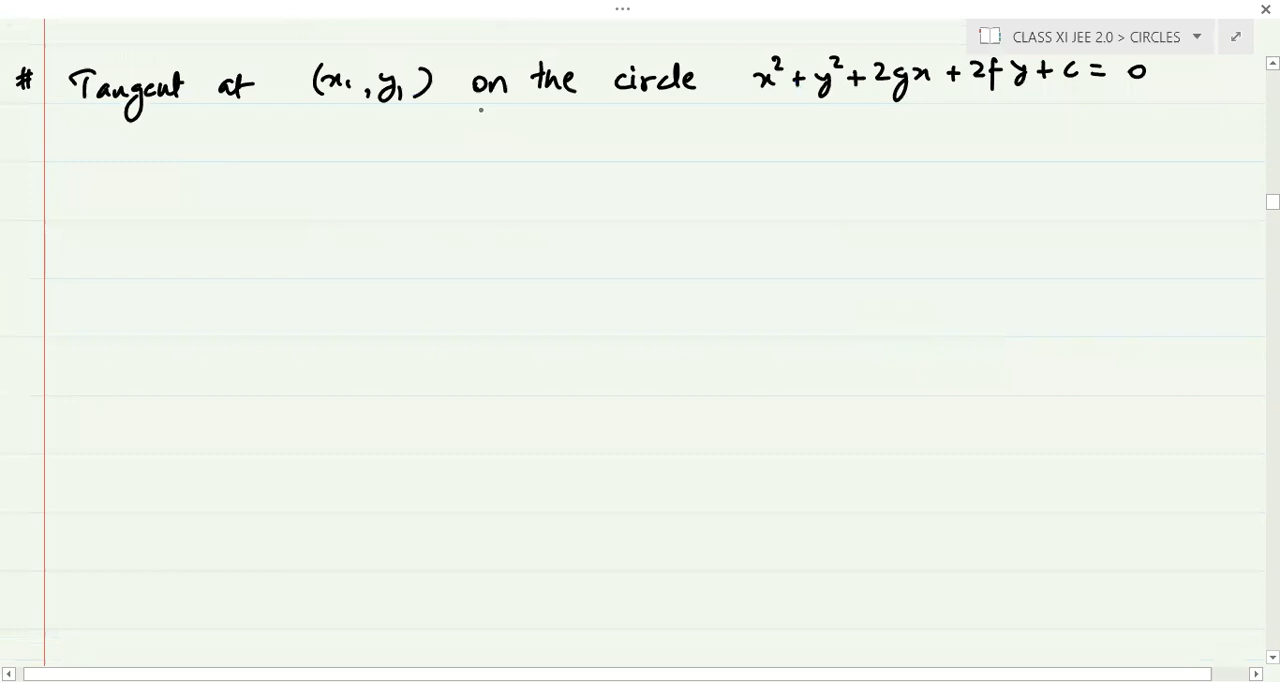 CLASS XI JEE 2.0 > CIRCLES
# Tangent at (x₁, y₁) on the circle x² + y² + 2gx + 2fy + c = 0